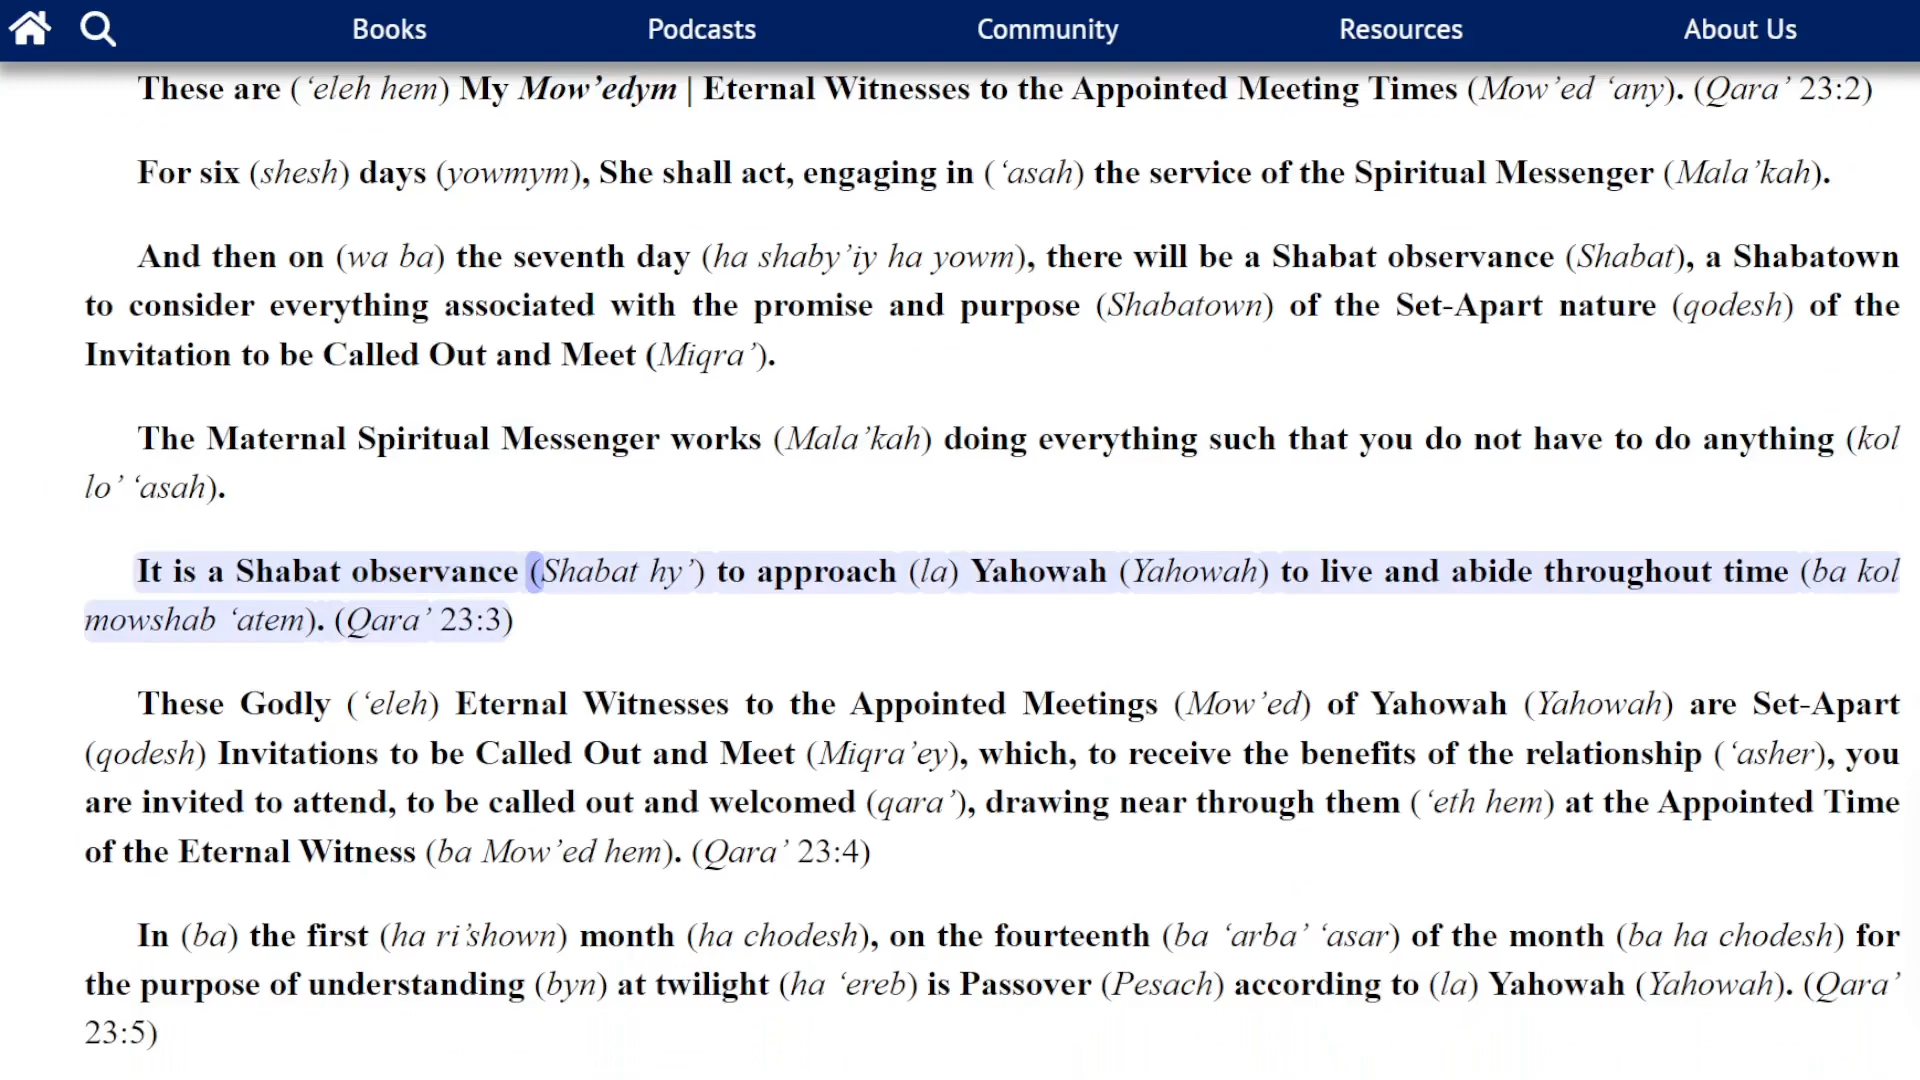 Books Podcasts Community Resources About Us
These are (‘eleh hem) My Mow’edym | Eternal Witnesses to the Appointed Meeting Times (Mow’ed ‘any). (Qara’ 23:2)
For six (shesh) days (yowmym), She shall act, engaging in (‘asah) the service of the Spiritual Messenger (Mala’kah).
And then on (wa ba) the seventh day (ha shaby’iy ha yowm), there will be a Shabat observance (Shabat), a Shabatown
to consider everything associated with the promise and purpose (Shabatown) of the Set-Apart nature (qodesh) of the
Invitation to be Called Out and Meet (Miqra’).
The Maternal Spiritual Messenger works (Mala’kah) doing everything such that you do not have to do anything (kol
lo’ ‘asah).
It is a Shabat observance (Shabat hy’) to approach (la) Yahowah (Yahowah) to live and abide throughout time (ba kol
mowshab ‘atem). (Qara’ 23:3)
These Godly (‘eleh) Eternal Witnesses to the Appointed Meetings (Mow’ed) of Yahowah (Yahowah) are Set-Apart
(qodesh) Invitations to be Called Out and Meet (Miqra’ey), which, to receive the benefits of the relationship (‘asher), you
are invited to attend, to be called out and welcomed (qara’), drawing near through them (‘eth hem) at the Appointed Time
of the Eternal Witness (ba Mow’ed hem). (Qara’ 23:4)
In (ba) the first (ha ri’shown) month (ha chodesh), on the fourteenth (ba ‘arba’ ‘asar) of the month (ba ha chodesh) for
the purpose of understanding (byn) at twilight (ha ‘ereb) is Passover (Pesach) according to (la) Yahowah (Yahowah). (Qara’
23:5)